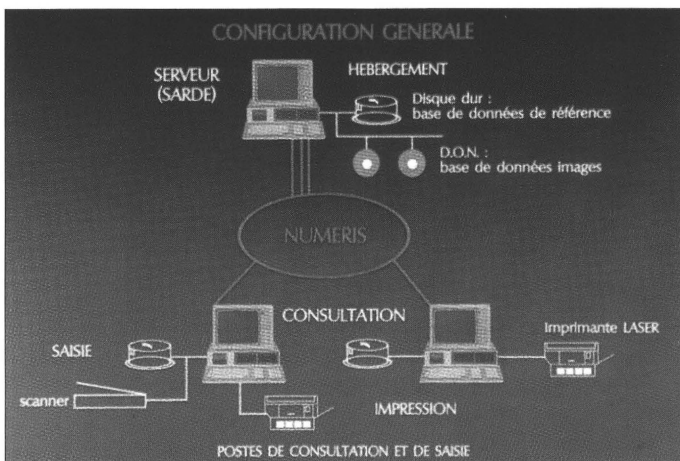 CONFIGURATION GENERALE
SERVEUR
(SARDE)
HEBERGEMENT
Disque dur :
base de données de référence
D.O.N. :
base de données images
NUMERIS
CONSULTATION
SAISIE
Imprimante LASER
scanner
IMPRESSION
POSTES DE CONSULTATION ET DE SAISIE